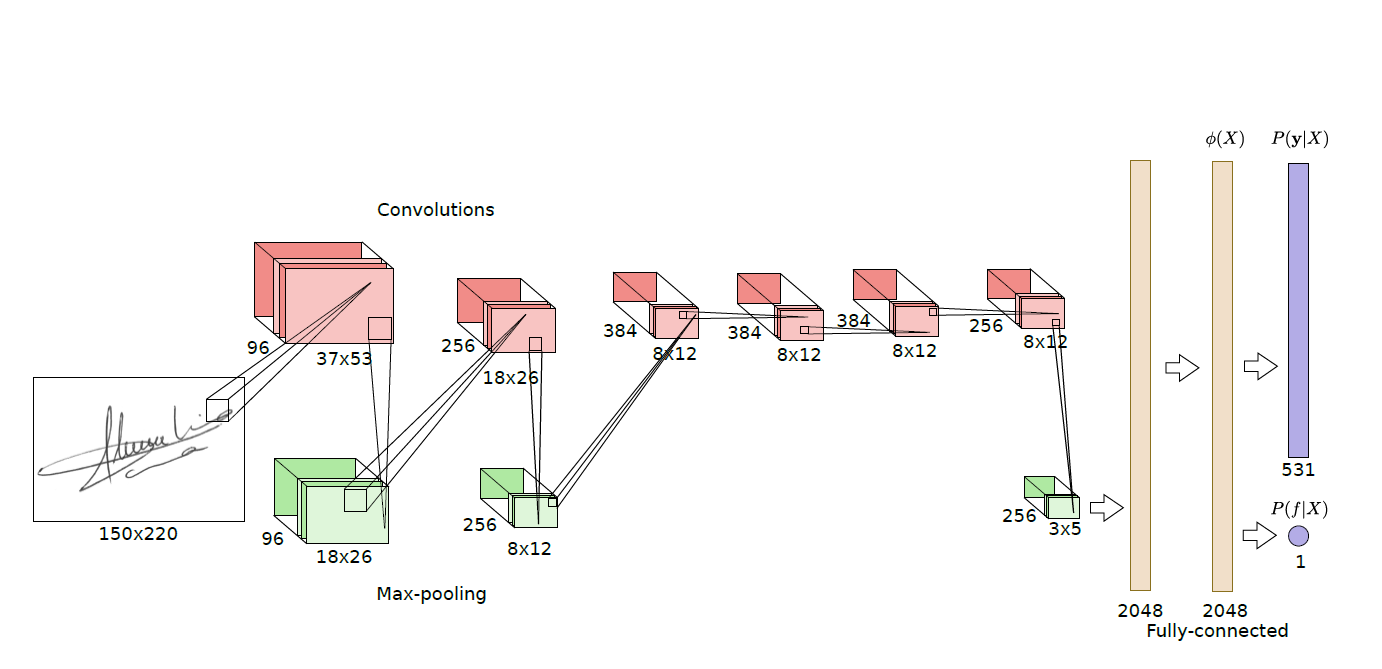 ϕ(X) P(y|X)
Convolutions
96
37x53
256
18x26
384
8x12
384
8x12
384
8x12
256
8x12
150x220
96
18x26
256
8x12
256
3x5
531
P(f|X)
1
Max-pooling
2048
2048
Fully-connected